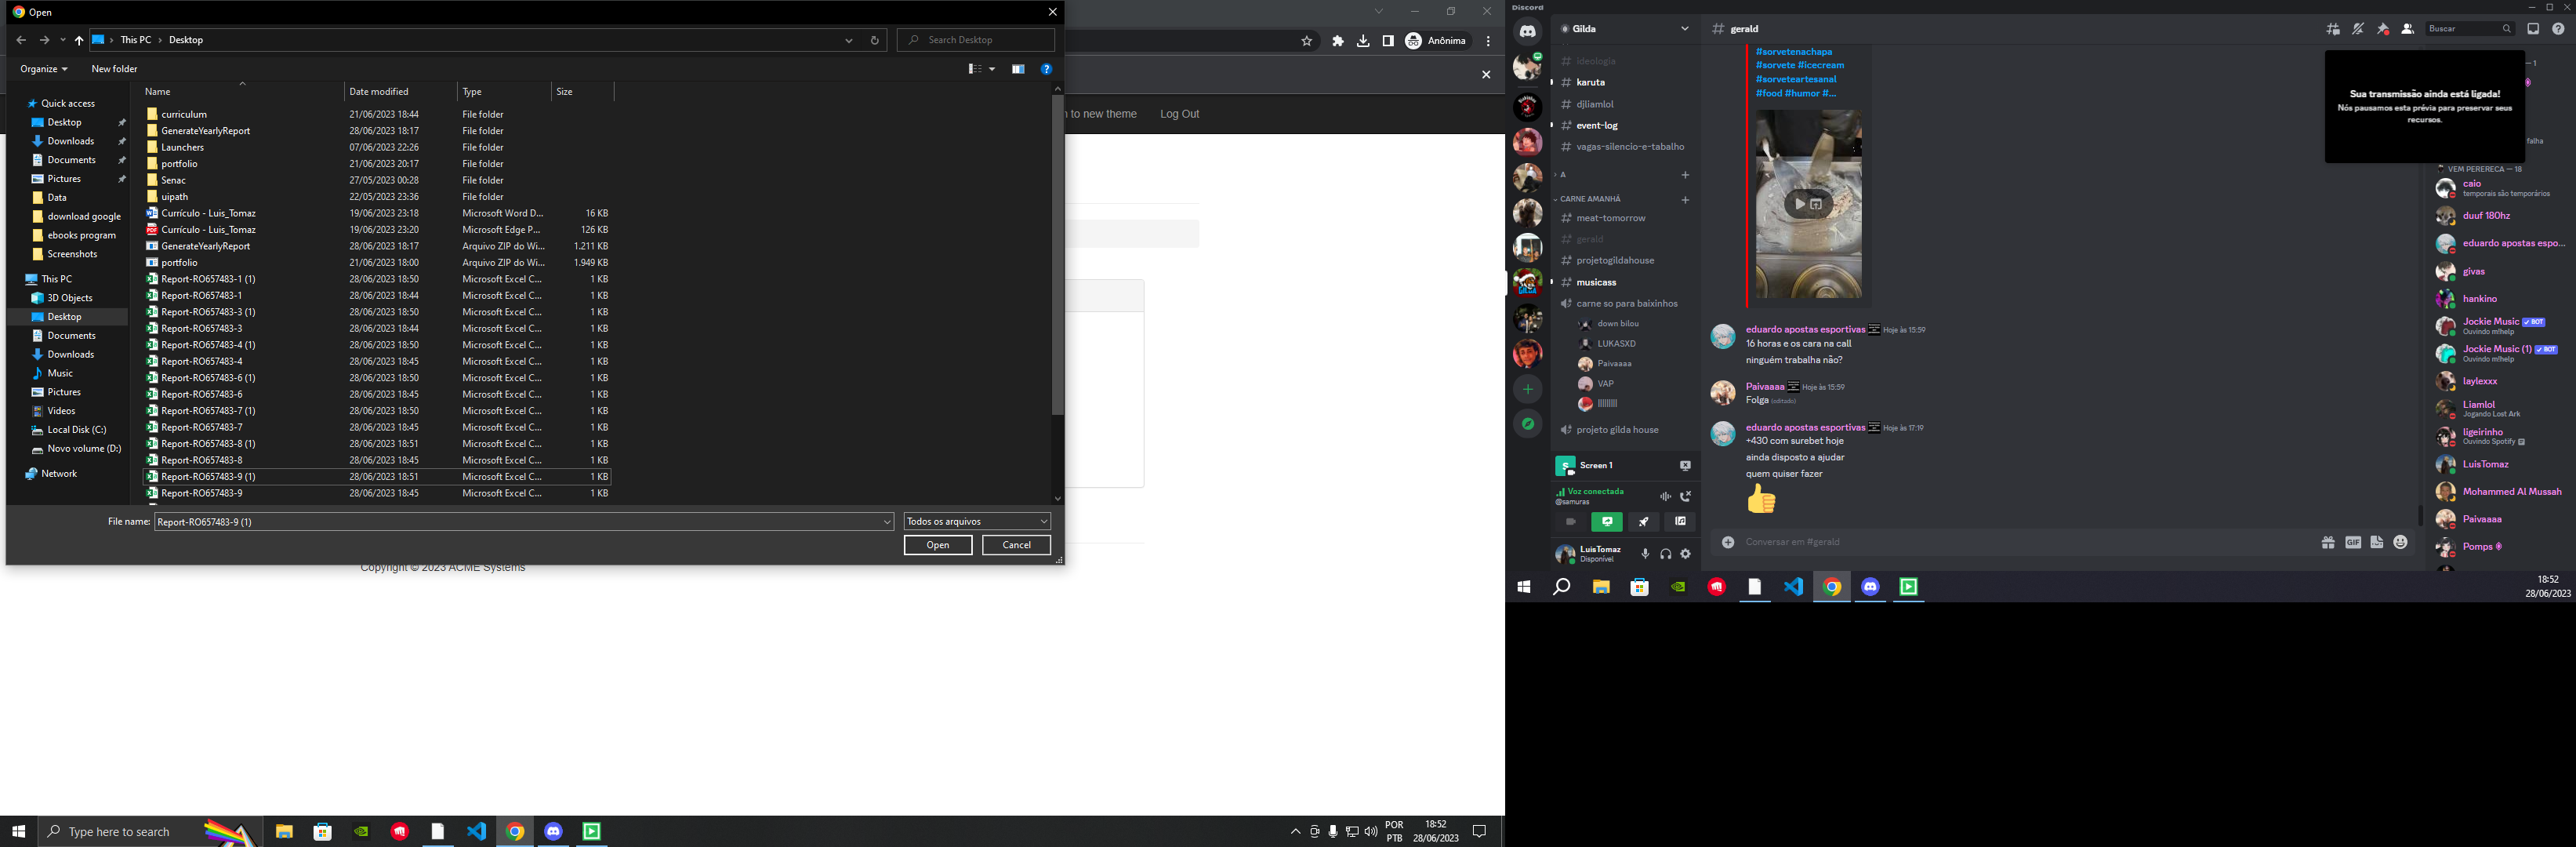 Open
This PC
Desktop
Search Desktop
Organize
New folder
Name
Date modified
Type
Size
Quick access
Desktop
Downloads
Documents
Pictures
Data
download google
ebooks program
Screenshots
This PC
3D Objects
Desktop
Documents
Downloads
Music
Pictures
Videos
Local Disk (C:)
Novo volume (D:)
Network
curriculum 21/06/2023 18:44 File folder
GenerateYearlyReport 28/06/2023 18:17 File folder
Launchers 07/06/2023 22:26 File folder
portfolio 21/06/2023 20:17 File folder
Senac 27/05/2023 00:28 File folder
uipath 22/05/2023 23:36 File folder
Currículo - Luis_Tomaz 19/06/2023 23:18 Microsoft Word D... 16 KB
Currículo - Luis_Tomaz 19/06/2023 23:20 Microsoft Edge P... 126 KB
GenerateYearlyReport 28/06/2023 18:17 Arquivo ZIP do Wi... 1.211 KB
portfolio 21/06/2023 18:00 Arquivo ZIP do Wi... 1.949 KB
Report-RO657483-1 (1) 28/06/2023 18:50 Microsoft Excel C... 1 KB
Report-RO657483-1 28/06/2023 18:44 Microsoft Excel C... 1 KB
Report-RO657483-3 (1) 28/06/2023 18:50 Microsoft Excel C... 1 KB
Report-RO657483-3 28/06/2023 18:44 Microsoft Excel C... 1 KB
Report-RO657483-4 (1) 28/06/2023 18:50 Microsoft Excel C... 1 KB
Report-RO657483-4 28/06/2023 18:45 Microsoft Excel C... 1 KB
Report-RO657483-6 (1) 28/06/2023 18:50 Microsoft Excel C... 1 KB
Report-RO657483-6 28/06/2023 18:45 Microsoft Excel C... 1 KB
Report-RO657483-7 (1) 28/06/2023 18:50 Microsoft Excel C... 1 KB
Report-RO657483-7 28/06/2023 18:45 Microsoft Excel C... 1 KB
Report-RO657483-8 (1) 28/06/2023 18:51 Microsoft Excel C... 1 KB
Report-RO657483-8 28/06/2023 18:45 Microsoft Excel C... 1 KB
Report-RO657483-9 (1) 28/06/2023 18:51 Microsoft Excel C... 1 KB
Report-RO657483-9 28/06/2023 18:45 Microsoft Excel C... 1 KB
File name: Report-RO657483-9 (1)
Todos os arquivos
Open
Cancel
Anônima
to new theme
Log Out
Copyright © 2023 ACME Systems
Type here to search
POR
PTB
18:52
28/06/2023
Discord
Gilda
ideologia
karuta
djliamlol
event-log
vagas-silencio-e-tabalho
A
CARNE AMANHÃ
meat-tomorrow
gerald
projetogildahouse
musicass
carne so para baixinhos
down bilou
LUKASXD
Paivaaaa
VAP
projeto gilda house
Screen 1
Voz conectada
@samuras
LuisTomaz
Disponível
gerald
Buscar
#sorvetenachapa
#sorvete #icecream
#sorveteartesanal
#food #humor #...
eduardo apostas esportivas Hoje às 15:59
16 horas e os cara na call
ninguém trabalha não?
Paivaaaa Hoje às 15:59
Folga (editado)
eduardo apostas esportivas Hoje às 17:19
+430 com surebet hoje
ainda disposto a ajudar
quem quiser fazer
Conversar em #gerald
GIF
Sua transmissão ainda está ligada!
Nós pausamos esta prévia para preservar seus
recursos.
— 1
falha
VEM PERERECA — 18
caio
temporais são temporários
duuf 180hz
eduardo apostas espo...
givas
hankino
Jockie Music BOT
Ouvindo m!help
Jockie Music (1) BOT
Ouvindo m!help
laylexxx
Liamlol
Jogando Lost Ark
ligeirinho
Ouvindo Spotify
LuisTomaz
Mohammed Al Mussah
Paivaaaa
Pomps
18:52
28/06/2023